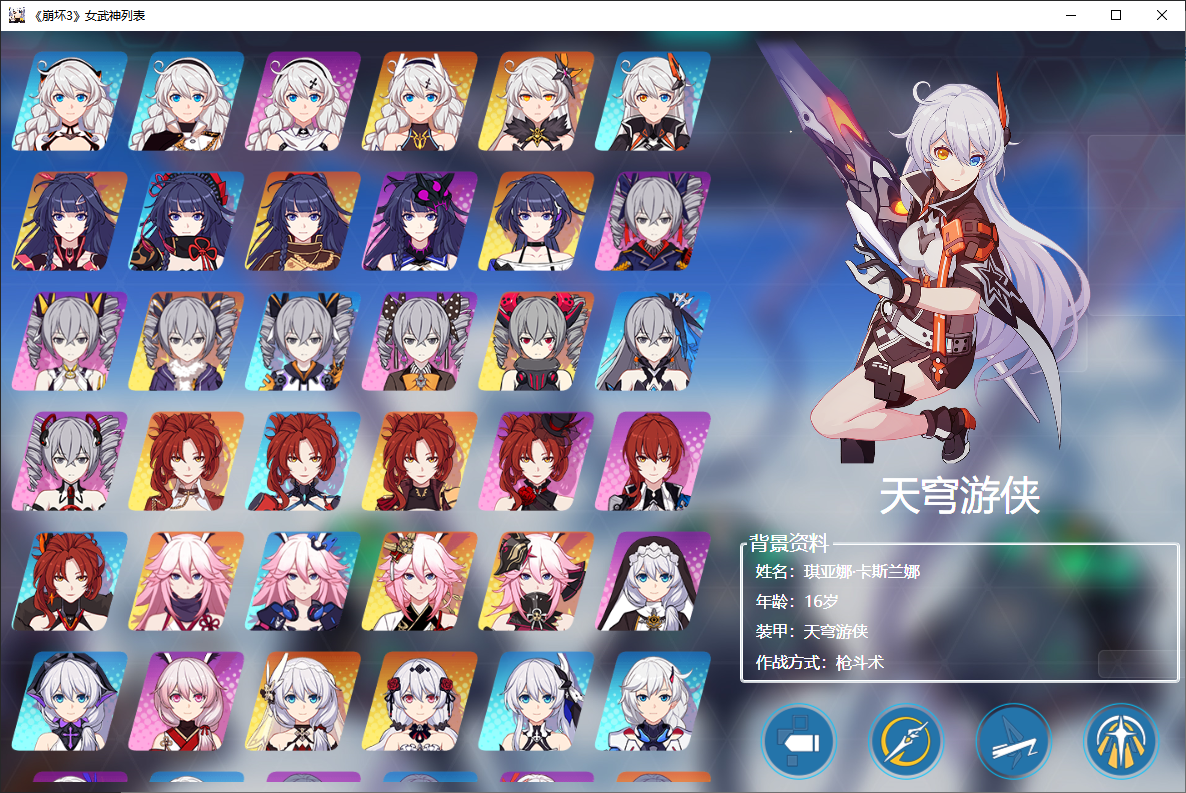 《崩坏3》女武神列表
天穹游侠
背景资料
姓名：琪亚娜·卡斯兰娜
年龄：16岁
装甲：天穹游侠
作战方式：枪斗术